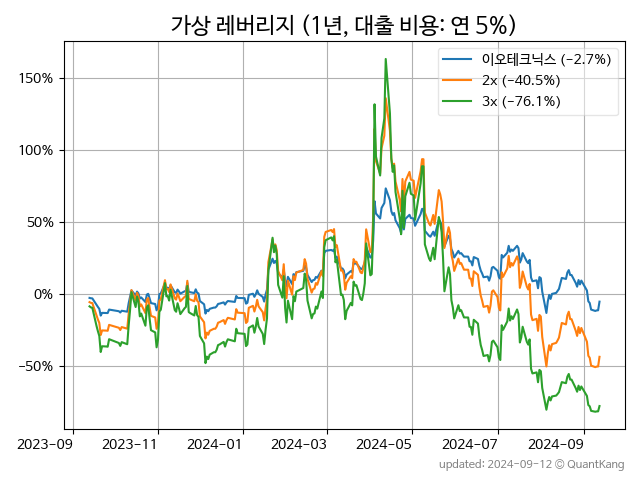 가상 레버리지 (1년, 대출 비용: 연 5%)
이오테크닉스 (−2.7%)
2x (−40.5%)
3x (−76.1%)
150%
100%
50%
0%
−50%
2023-09
2023-11
2024-01
2024-03
2024-05
2024-07
2024-09
updated: 2024-09-12 © QuantKang